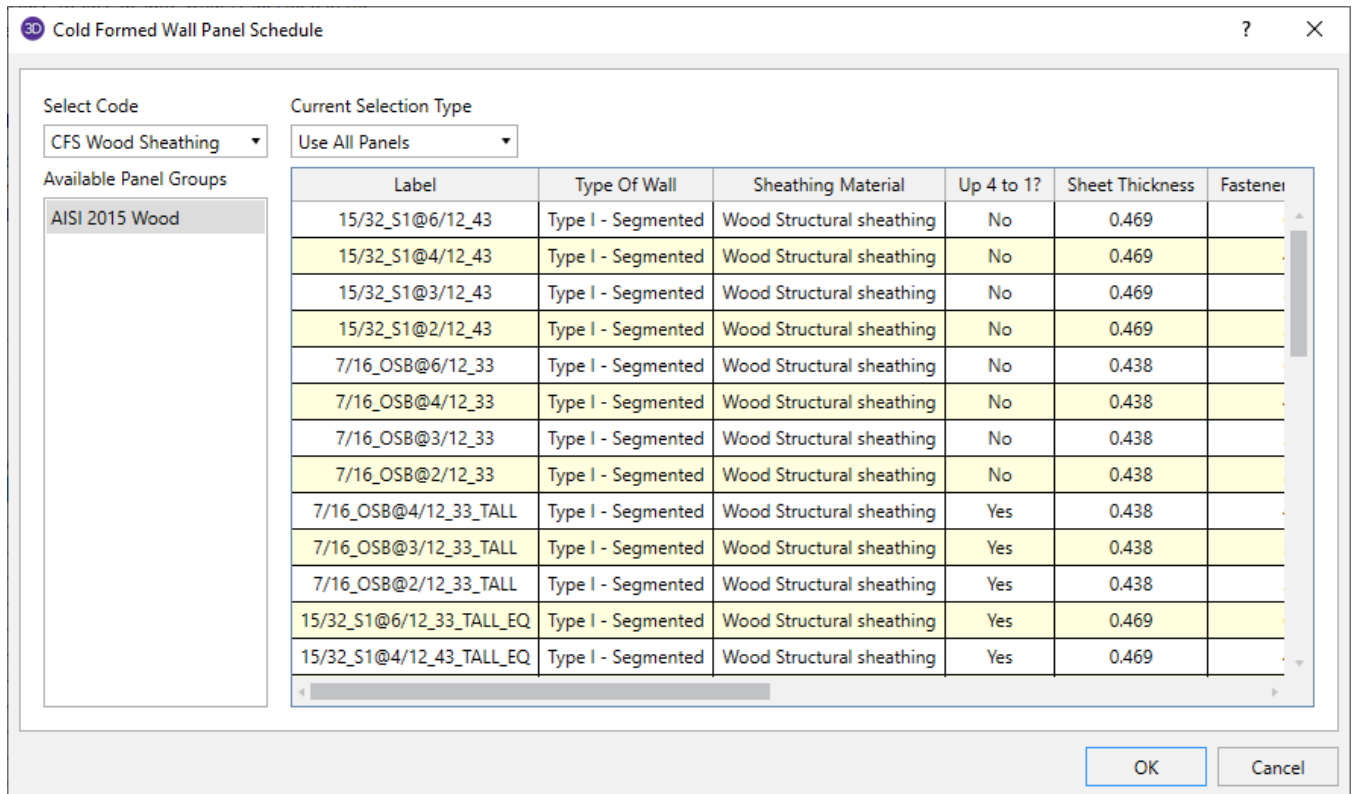 3D Cold Formed Wall Panel Schedule ? ×
Select Code Current Selection Type
CFS Wood Sheathing Use All Panels
Available Panel Groups
AISI 2015 Wood
Label Type Of Wall Sheathing Material Up 4 to 1? Sheet Thickness Fastener
15/32_S1@6/12_43 Type I - Segmented Wood Structural sheathing No 0.469
15/32_S1@4/12_43 Type I - Segmented Wood Structural sheathing No 0.469
15/32_S1@3/12_43 Type I - Segmented Wood Structural sheathing No 0.469
15/32_S1@2/12_43 Type I - Segmented Wood Structural sheathing No 0.469
7/16_OSB@6/12_33 Type I - Segmented Wood Structural sheathing No 0.438
7/16_OSB@4/12_33 Type I - Segmented Wood Structural sheathing No 0.438
7/16_OSB@3/12_33 Type I - Segmented Wood Structural sheathing No 0.438
7/16_OSB@2/12_33 Type I - Segmented Wood Structural sheathing No 0.438
7/16_OSB@4/12_33_TALL Type I - Segmented Wood Structural sheathing Yes 0.438
7/16_OSB@3/12_33_TALL Type I - Segmented Wood Structural sheathing Yes 0.438
7/16_OSB@2/12_33_TALL Type I - Segmented Wood Structural sheathing Yes 0.438
15/32_S1@6/12_33_TALL_EQ Type I - Segmented Wood Structural sheathing Yes 0.469
15/32_S1@4/12_43_TALL_EQ Type I - Segmented Wood Structural sheathing Yes 0.469
OK Cancel